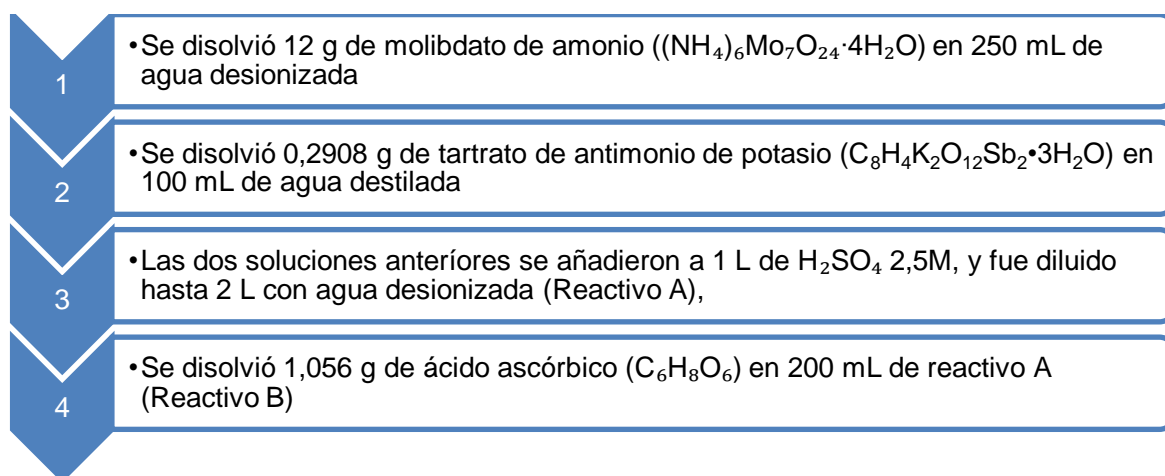 1
•Se disolvió 12 g de molibdato de amonio ((NH₄)₆Mo₇O₂₄·4H₂O) en 250 mL de
agua desionizada
2
•Se disolvió 0,2908 g de tartrato de antimonio de potasio (C₈H₄K₂O₁₂Sb₂•3H₂O) en
100 mL de agua destilada
3
•Las dos soluciones anteríores se añadieron a 1 L de H₂SO₄ 2,5M, y fue diluido
hasta 2 L con agua desionizada (Reactivo A),
4
•Se disolvió 1,056 g de ácido ascórbico (C₆H₈O₆) en 200 mL de reactivo A
(Reactivo B)